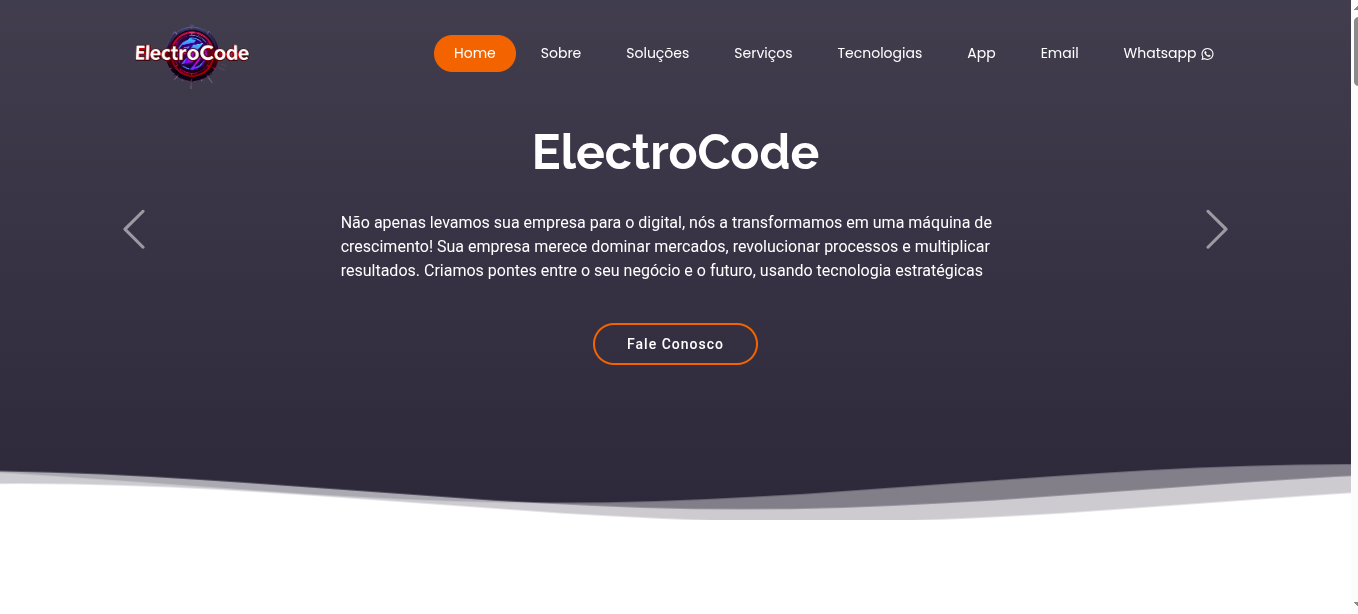 ElectroCode
Home Sobre Soluções Serviços Tecnologias App Email Whatsapp
ElectroCode
Não apenas levamos sua empresa para o digital, nós a transformamos em uma máquina de
crescimento! Sua empresa merece dominar mercados, revolucionar processos e multiplicar
resultados. Criamos pontes entre o seu negócio e o futuro, usando tecnologia estratégicas
Fale Conosco